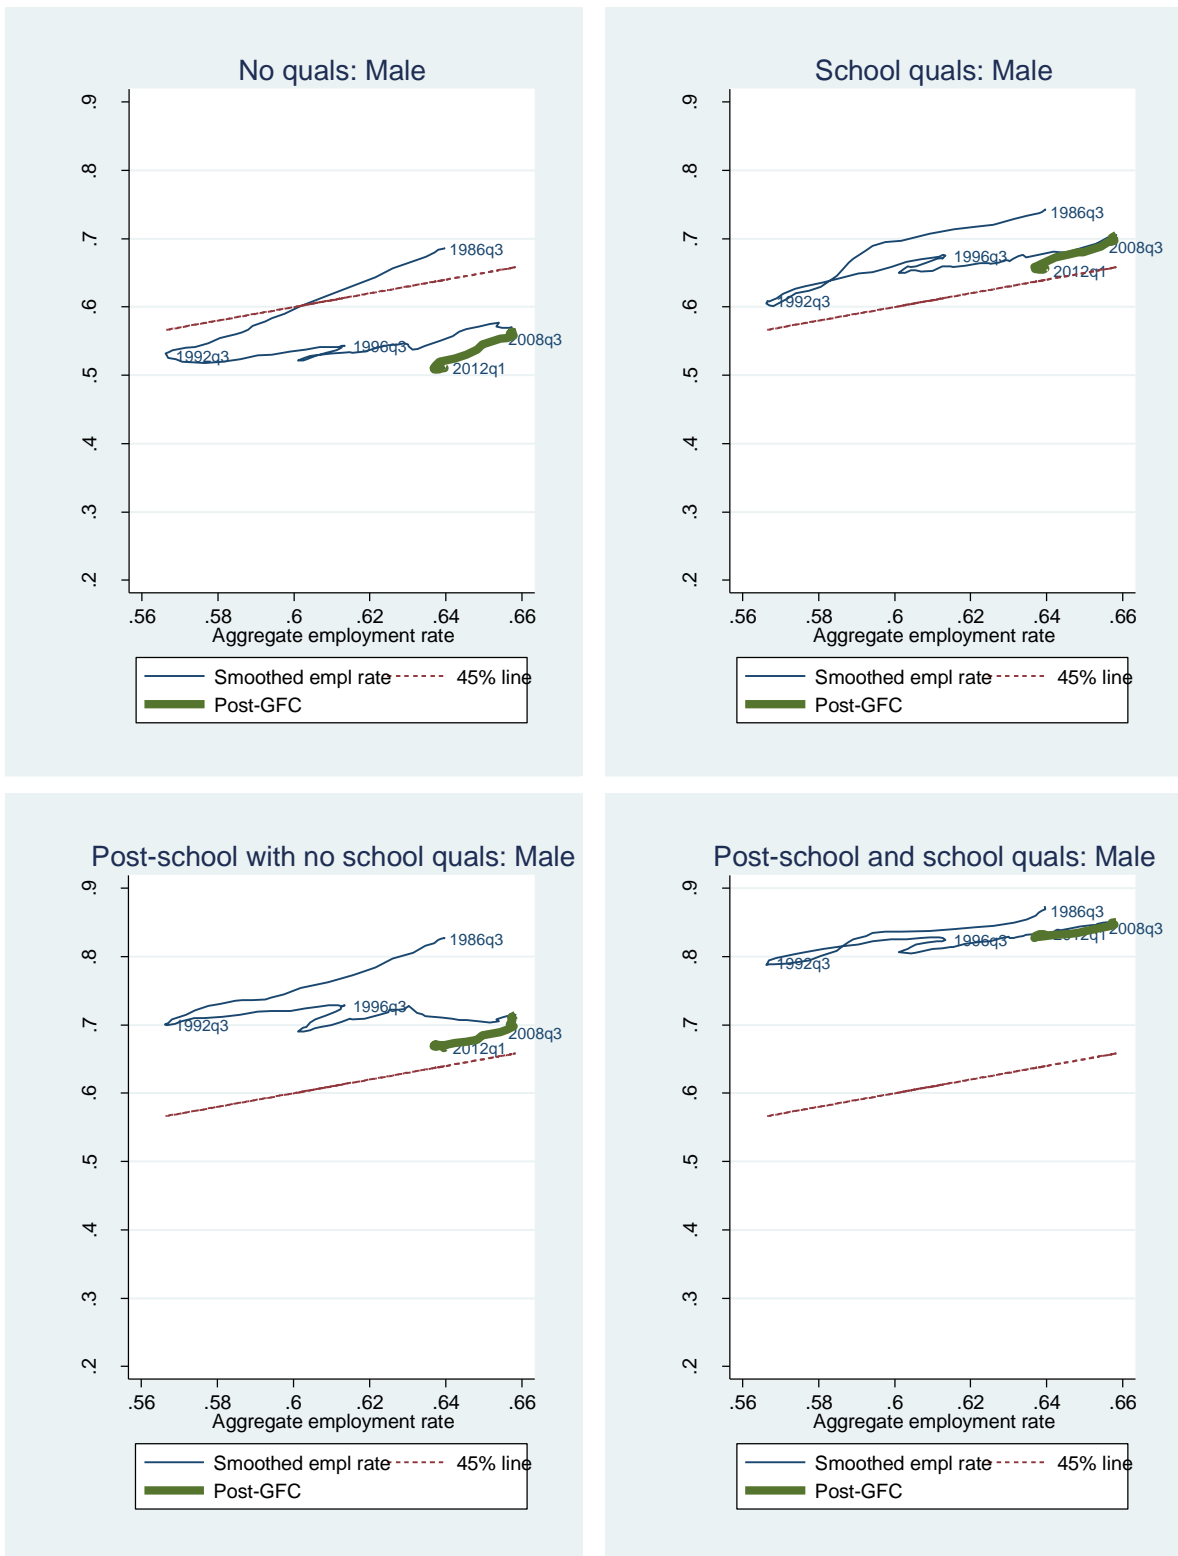 No quals: Male
.9
.8
.7
.6
.5
.4
.3
.2
1986q3
1992q3
1996q3
2008q3
2012q1
.56 .58 .6 .62 .64 .66
Aggregate employment rate
Smoothed empl rate 45% line
Post-GFC
School quals: Male
.9
.8
.7
.6
.5
.4
.3
.2
1986q3
1996q3
2008q3
2012q1
1992q3
.56 .58 .6 .62 .64 .66
Aggregate employment rate
Smoothed empl rate 45% line
Post-GFC
Post-school with no school quals: Male
.9
.8
.7
.6
.5
.4
.3
.2
1986q3
1996q3
1992q3
2008q3
2012q1
.56 .58 .6 .62 .64 .66
Aggregate employment rate
Smoothed empl rate 45% line
Post-GFC
Post-school and school quals: Male
.9
.8
.7
.6
.5
.4
.3
.2
1986q3
2008q3
2012q1
1996q3
1992q3
.56 .58 .6 .62 .64 .66
Aggregate employment rate
Smoothed empl rate 45% line
Post-GFC